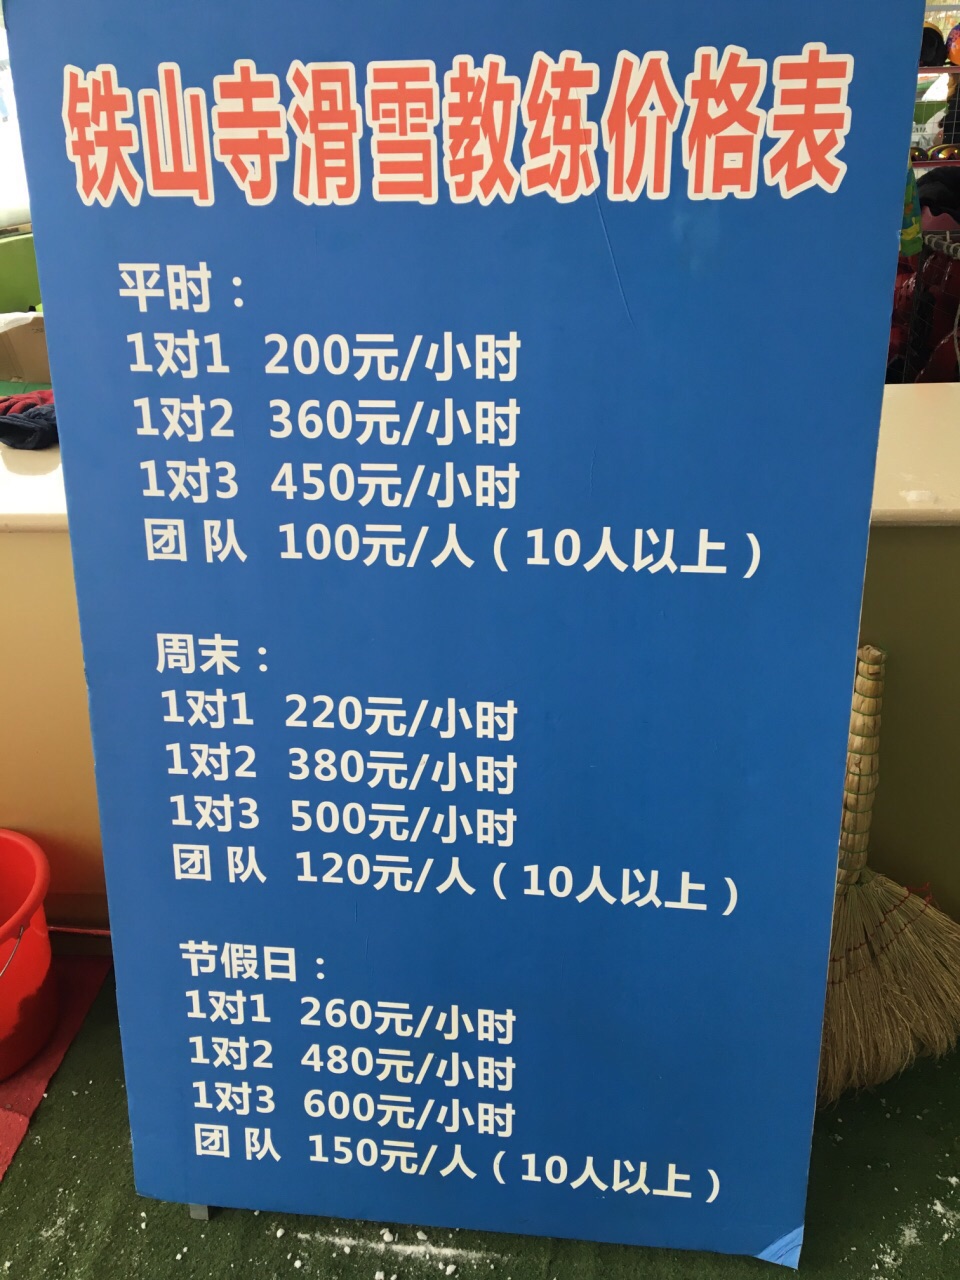 铁山寺滑雪教练价格表
平时：
1对1 200元/小时
1对2 360元/小时
1对3 450元/小时
团 队 100元/人（10人以上）
周末：
1对1 220元/小时
1对2 380元/小时
1对3 500元/小时
团 队 120元/人（10人以上）
节假日：
1对1 260元/小时
1对2 480元/小时
1对3 600元/小时
团 队 150元/人（10人以上）